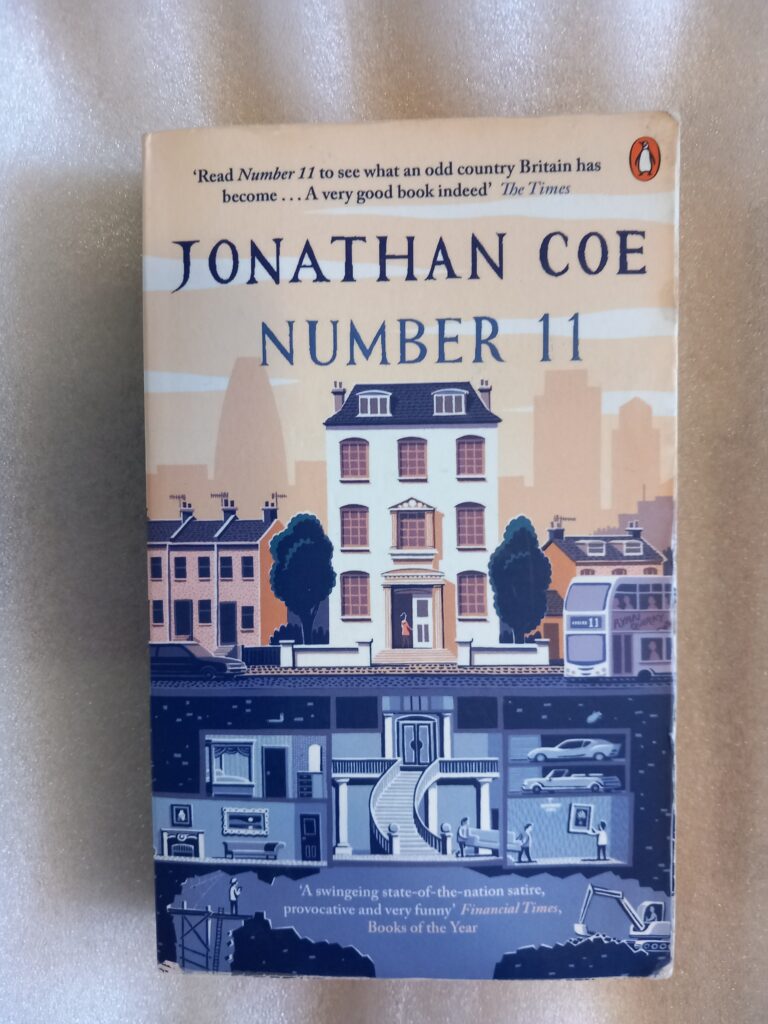 ‘Read Number 11 to see what an odd country Britain has
become . . . A very good book indeed’ The Times
JONATHAN COE
NUMBER 11
11
‘A swingeing state-of-the-nation satire,
provocative and very funny’ Financial Times,
Books of the Year